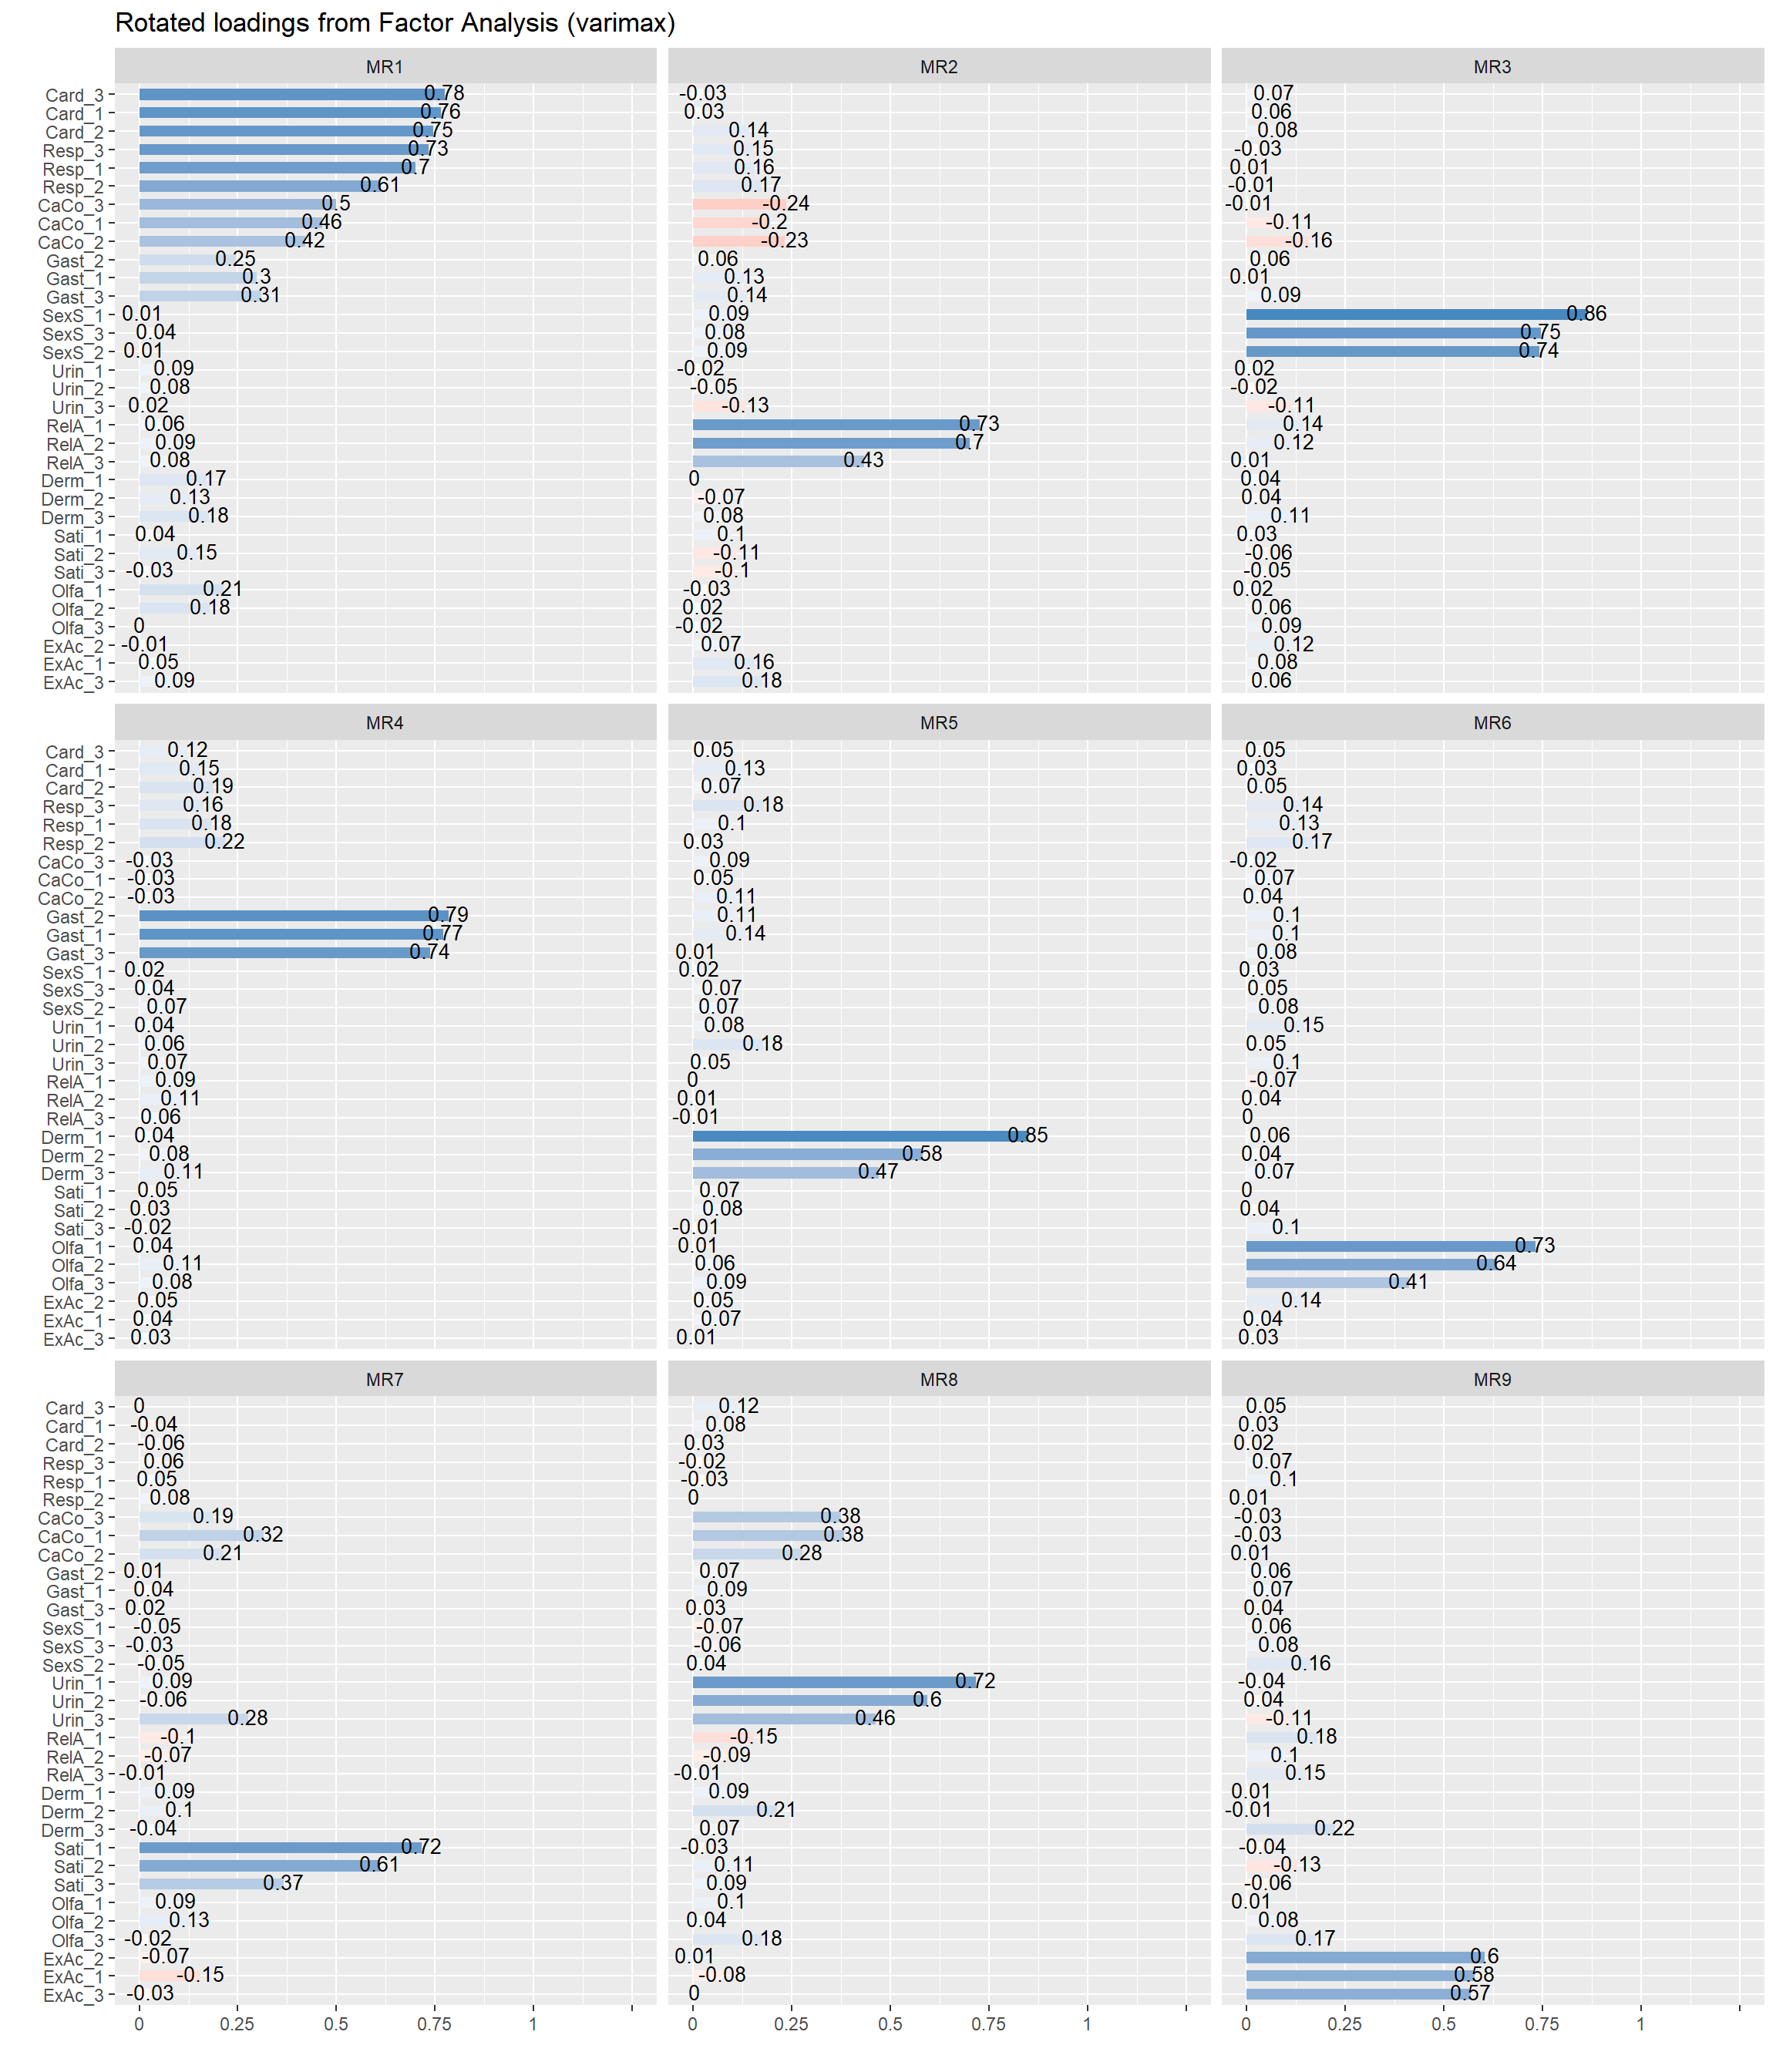 Rotated loadings from Factor Analysis (varimax)
MR1 MR2 MR3
Card_3 0.78 -0.03 0.07
Card_1 0.76 0.03 0.06
Card_2 0.75 0.14 0.08
Resp_3 0.73 0.15 -0.03
Resp_1 0.7 0.16 0.01
Resp_2 0.61 0.17 -0.01
CaCo_3 0.5 -0.24 -0.01
CaCo_1 0.46 -0.2 -0.11
CaCo_2 0.42 -0.23 -0.16
Gast_2 0.25 0.06 0.06
Gast_1 0.3 0.13 0.01
Gast_3 0.31 0.14 0.09
SexS_1 0.01 0.09 0.86
SexS_3 0.04 0.08 0.75
SexS_2 0.01 0.09 0.74
Urin_1 0.09 -0.02 0.02
Urin_2 0.08 -0.05 -0.02
Urin_3 0.02 -0.13 -0.11
RelA_1 0.06 0.73 0.14
RelA_2 0.09 0.7 0.12
RelA_3 0.08 0.43 0.01
Derm_1 0.17 0 0.04
Derm_2 0.13 -0.07 0.04
Derm_3 0.18 0.08 0.11
Sati_1 0.04 0.1 0.03
Sati_2 0.15 -0.11 -0.06
Sati_3 -0.03 -0.1 -0.05
Olfa_1 0.21 -0.03 0.02
Olfa_2 0.18 0.02 0.06
Olfa_3 0 -0.02 0.09
ExAc_2 -0.01 0.07 0.12
ExAc_1 0.05 0.16 0.08
ExAc_3 0.09 0.18 0.06
MR4 MR5 MR6
Card_3 0.12 0.05 0.05
Card_1 0.15 0.13 0.03
Card_2 0.19 0.07 0.05
Resp_3 0.16 0.18 0.14
Resp_1 0.18 0.1 0.13
Resp_2 0.22 0.03 0.17
CaCo_3 -0.03 0.09 -0.02
CaCo_1 -0.03 0.05 0.07
CaCo_2 -0.03 0.11 0.04
Gast_2 0.79 0.11 0.1
Gast_1 0.77 0.14 0.1
Gast_3 0.74 0.01 0.08
SexS_1 0.02 0.02 0.03
SexS_3 0.04 0.07 0.05
SexS_2 0.07 0.07 0.08
Urin_1 0.04 0.08 0.15
Urin_2 0.06 0.18 0.05
Urin_3 0.07 0.05 0.1
RelA_1 0.09 0 -0.07
RelA_2 0.11 0.01 0.04
RelA_3 0.06 -0.01 0
Derm_1 0.04 0.85 0.06
Derm_2 0.08 0.58 0.04
Derm_3 0.11 0.47 0.07
Sati_1 0.05 0.07 0
Sati_2 0.03 0.08 0.04
Sati_3 -0.02 -0.01 0.1
Olfa_1 0.04 0.01 0.73
Olfa_2 0.11 0.06 0.64
Olfa_3 0.08 0.09 0.41
ExAc_2 0.05 0.05 0.14
ExAc_1 0.04 0.07 0.04
ExAc_3 0.03 0.01 0.03
MR7 MR8 MR9
Card_3 0 0.12 0.05
Card_1 -0.04 0.08 0.03
Card_2 -0.06 0.03 0.02
Resp_3 0.06 -0.02 0.07
Resp_1 0.05 -0.03 0.1
Resp_2 0.08 0 0.01
CaCo_3 0.19 0.38 -0.03
CaCo_1 0.32 0.38 -0.03
CaCo_2 0.21 0.28 0.01
Gast_2 0.01 0.07 0.06
Gast_1 0.04 0.09 0.07
Gast_3 0.02 0.03 0.04
SexS_1 -0.05 -0.07 0.06
SexS_3 -0.03 -0.06 0.08
SexS_2 -0.05 0.04 0.16
Urin_1 0.09 0.72 -0.04
Urin_2 -0.06 0.6 0.04
Urin_3 0.28 0.46 -0.11
RelA_1 -0.1 -0.15 0.18
RelA_2 -0.07 -0.09 0.1
RelA_3 -0.01 -0.01 0.15
Derm_1 0.09 0.09 0.01
Derm_2 0.1 0.21 -0.01
Derm_3 -0.04 0.07 0.22
Sati_1 0.72 -0.03 -0.04
Sati_2 0.61 0.11 -0.13
Sati_3 0.37 0.09 -0.06
Olfa_1 0.09 0.1 0.01
Olfa_2 0.13 0.04 0.08
Olfa_3 -0.02 0.18 0.17
ExAc_2 -0.07 0.01 0.6
ExAc_1 -0.15 -0.08 0.58
ExAc_3 -0.03 0 0.57
0 0.25 0.5 0.75 1 0 0.25 0.5 0.75 1 0 0.25 0.5 0.75 1